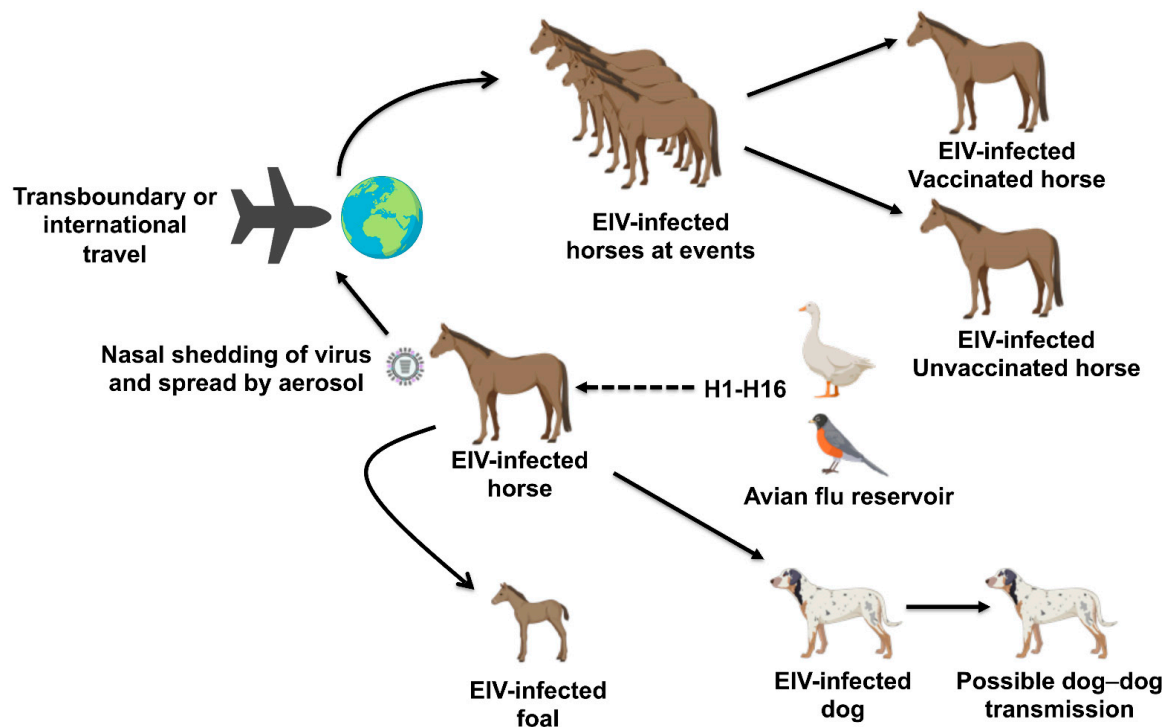 EIV-infected
Vaccinated horse
Transboundary or
international
travel
EIV-infected
horses at events
EIV-infected
Unvaccinated horse
Nasal shedding of virus
and spread by aerosol
H1-H16
EIV-infected
horse
Avian flu reservoir
EIV-infected
foal
EIV-infected
dog
Possible dog–dog
transmission